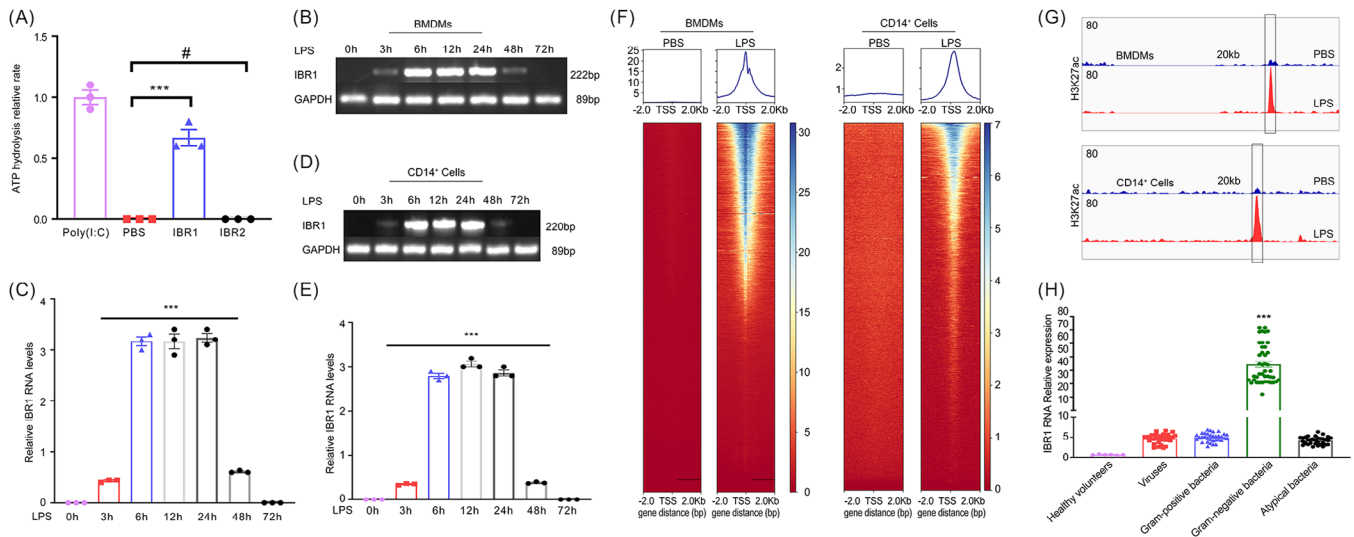 (A)
ATP hydrolysis relative rate
1.5
1.0
0.5
0.0
#
***
Poly(I:C) PBS IBR1 IBR2
(B)
BMDMs
LPS 0h 3h 6h 12h 24h 48h 72h
IBR1 222bp
GAPDH 89bp
(D)
CD14⁺ Cells
LPS 0h 3h 6h 12h 24h 48h 72h
IBR1 220bp
GAPDH 89bp
(C)
Relative IBR1 RNA levels
4
3
2
1
0
***
LPS 0h 3h 6h 12h 24h 48h 72h
(E)
Relative IBR1 RNA levels
4
3
2
1
0
***
LPS 0h 3h 6h 12h 24h 48h 72h
(F)
BMDMs
PBS LPS
25
20
15
10
5
-2.0 TSS 2.0Kb -2.0 TSS 2.0Kb
30
25
20
15
10
5
0
-2.0 TSS 2.0Kb -2.0 TSS 2.0Kb
gene distance (bp) gene distance (bp)
CD14⁺ Cells
PBS LPS
2
1
-2.0 TSS 2.0Kb -2.0 TSS 2.0Kb
7
6
5
4
3
2
1
0
-2.0 TSS 2.0Kb -2.0 TSS 2.0Kb
gene distance (bp) gene distance (bp)
(G)
H3K27ac
80
BMDMs 20kb PBS
80
LPS
H3K27ac
80
CD14⁺ Cells 20kb PBS
80
LPS
(H)
IBR1 RNA Relative expression
80
70
60
50
40
30
20
10
10
5
0
***
Healthy volunteers
Viruses
Gram-positive bacteria
Gram-negative bacteria
Atypical bacteria